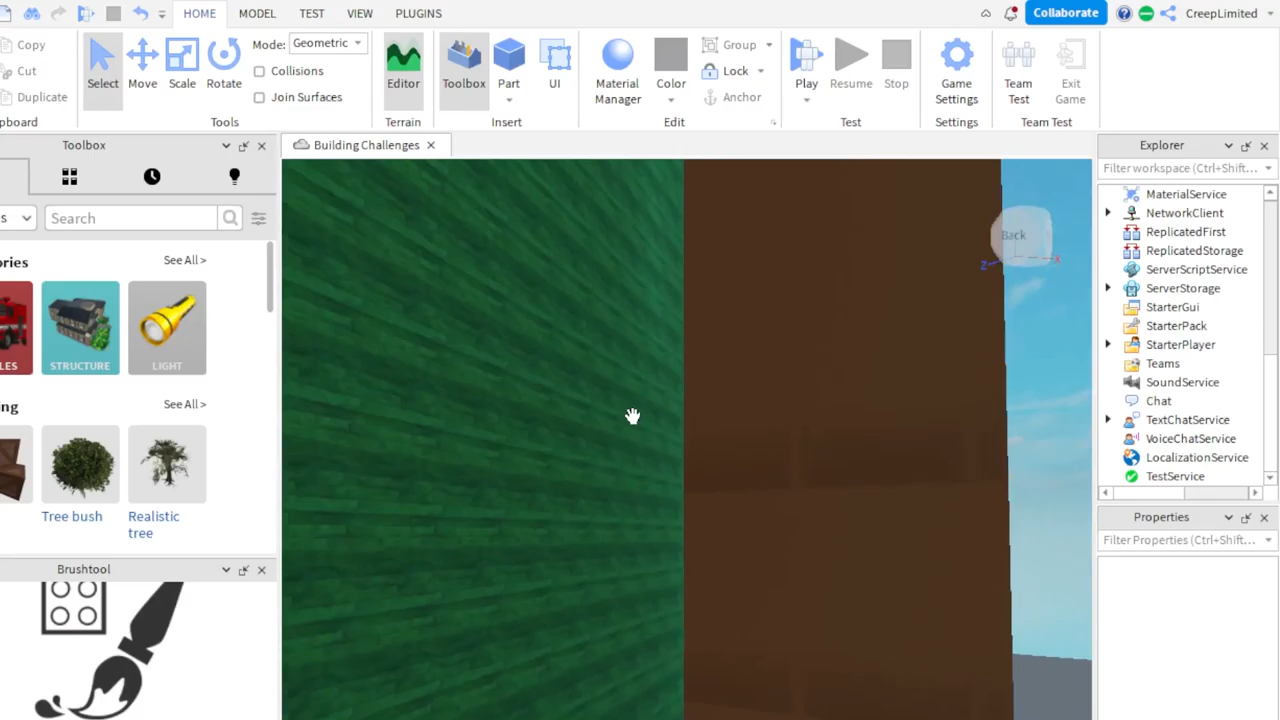 HOME MODEL TEST VIEW PLUGINS Collaborate CreepLimited
Copy
Cut
Duplicate
pboard
Select Move Scale Rotate
Mode: Geometric
Collisions
Join Surfaces
Tools
Editor
Terrain
Toolbox Part UI
Insert
Material Manager
Color
Group
Lock
Anchor
Edit
Play Resume Stop
Test
Game Settings
Settings
Team Test
Exit Game
Team Test
Toolbox
s Search
ories See All >
LES STRUCTURE LIGHT
ing See All >
Tree bush Realistic tree
Brushtool
Building Challenges
Back
Z x
Explorer
Filter workspace (Ctrl+Shift...
MaterialService
NetworkClient
ReplicatedFirst
ReplicatedStorage
ServerScriptService
ServerStorage
StarterGui
StarterPack
StarterPlayer
Teams
SoundService
Chat
TextChatService
VoiceChatService
LocalizationService
TestService
Properties
Filter Properties (Ctrl+Shift...